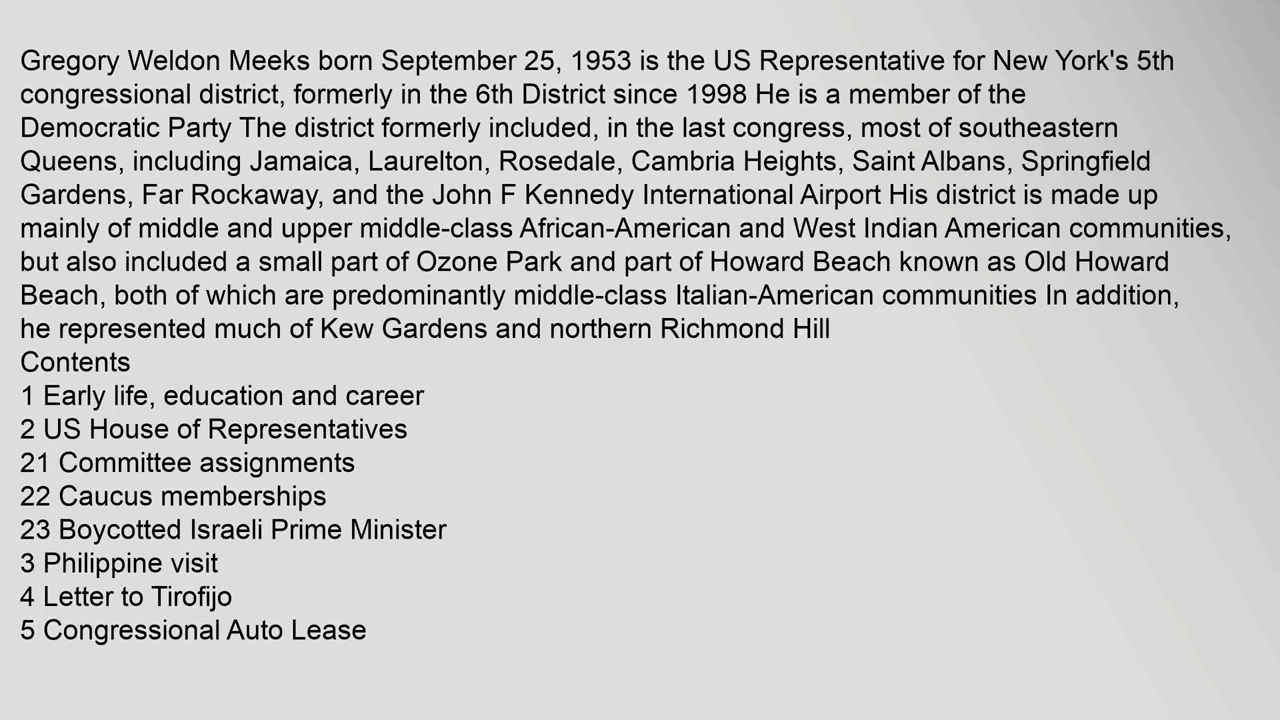 Gregory Weldon Meeks born September 25, 1953 is the US Representative for New York's 5th
congressional district, formerly in the 6th District since 1998 He is a member of the
Democratic Party The district formerly included, in the last congress, most of southeastern
Queens, including Jamaica, Laurelton, Rosedale, Cambria Heights, Saint Albans, Springfield
Gardens, Far Rockaway, and the John F Kennedy International Airport His district is made up
mainly of middle and upper middle-class African-American and West Indian American communities,
but also included a small part of Ozone Park and part of Howard Beach known as Old Howard
Beach, both of which are predominantly middle-class Italian-American communities In addition,
he represented much of Kew Gardens and northern Richmond Hill
Contents
1 Early life, education and career
2 US House of Representatives
21 Committee assignments
22 Caucus memberships
23 Boycotted Israeli Prime Minister
3 Philippine visit
4 Letter to Tirofijo
5 Congressional Auto Lease